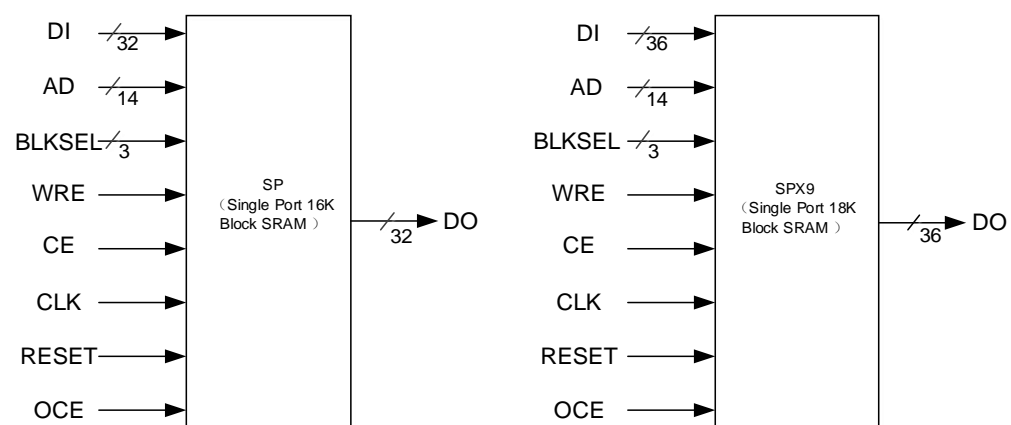 DI
32
AD
14
BLKSEL
3
WRE
CE
CLK
RESET
OCE
SP
（Single Port 16K
Block SRAM ）
32
DO
DI
36
AD
14
BLKSEL
3
WRE
CE
CLK
RESET
OCE
SPX9
（Single Port 18K
Block SRAM ）
36
DO